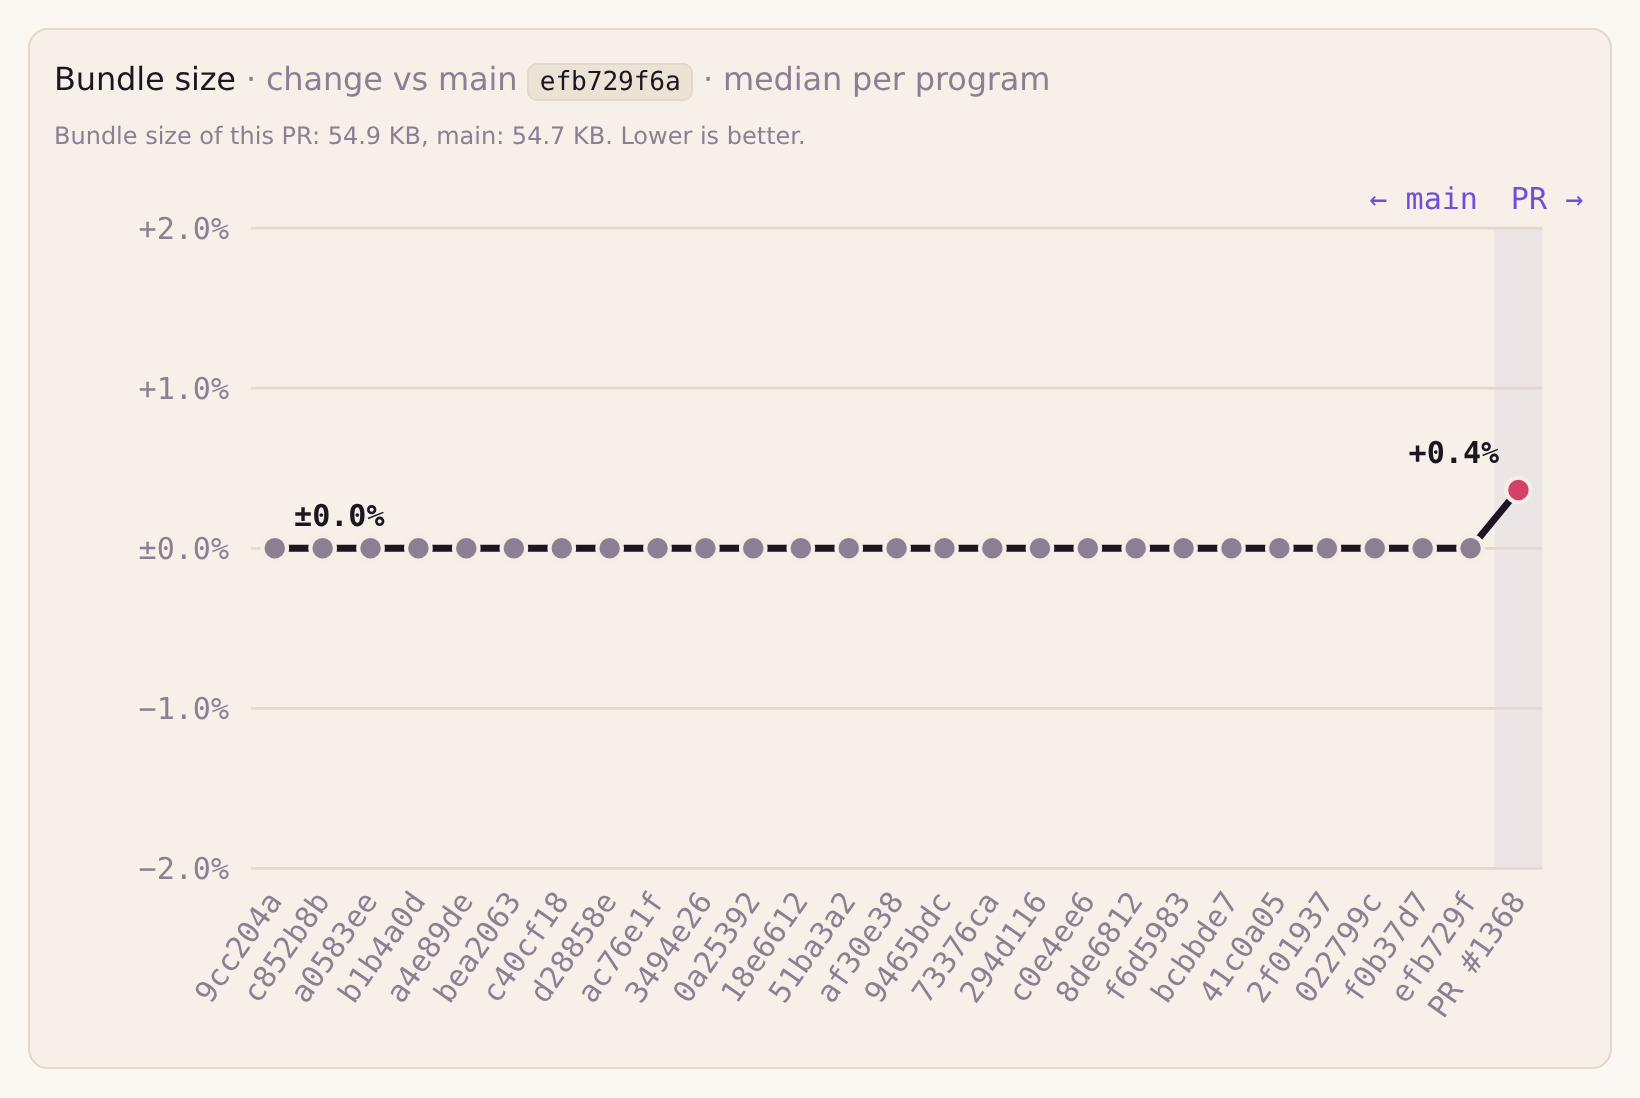 Bundle size · change vs main efb729f6a · median per program
Bundle size of this PR: 54.9 KB, main: 54.7 KB. Lower is better.
← main PR →
+2.0%
+1.0%
+0.4%
±0.0%
±0.0%
−1.0%
−2.0%
9cc204a
c852b8b
a0583ee
b1b4a0d
a4e89de
bea2063
c40cf18
d28858e
ac76e1f
3494e26
0a25392
18e6612
51ba3a2
af30e38
9465bdc
73376ca
294d116
c0e4ee6
8de6812
f6d5983
bcbbde7
41c0a05
2f01937
022799c
f0b37d7
efb729f
PR #1368